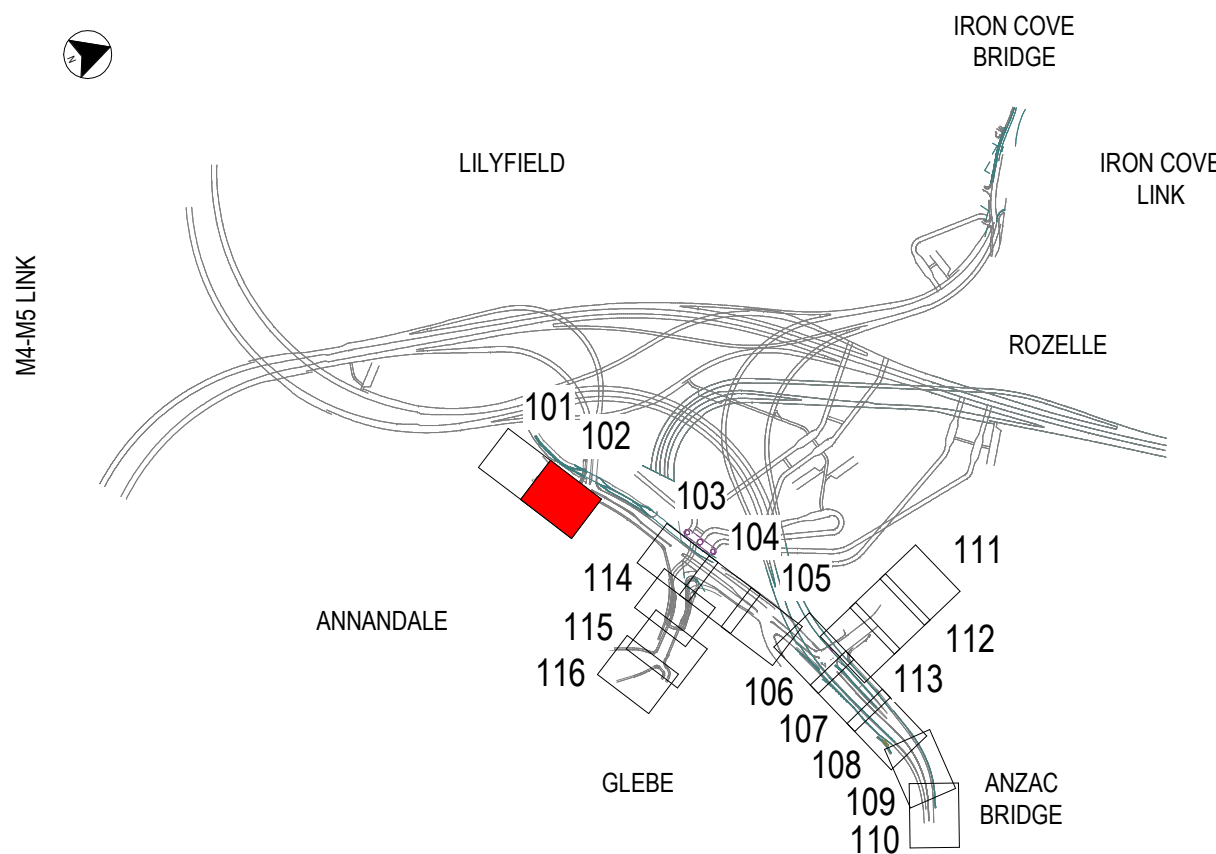 IRON COVE
BRIDGE
N
LILYFIELD
IRON COVE
LINK
M4-M5 LINK
ROZELLE
101
102
103
104
105
111
114
112
115
ANNANDALE
116
113
106
107
108
GLEBE
109
110
ANZAC
BRIDGE